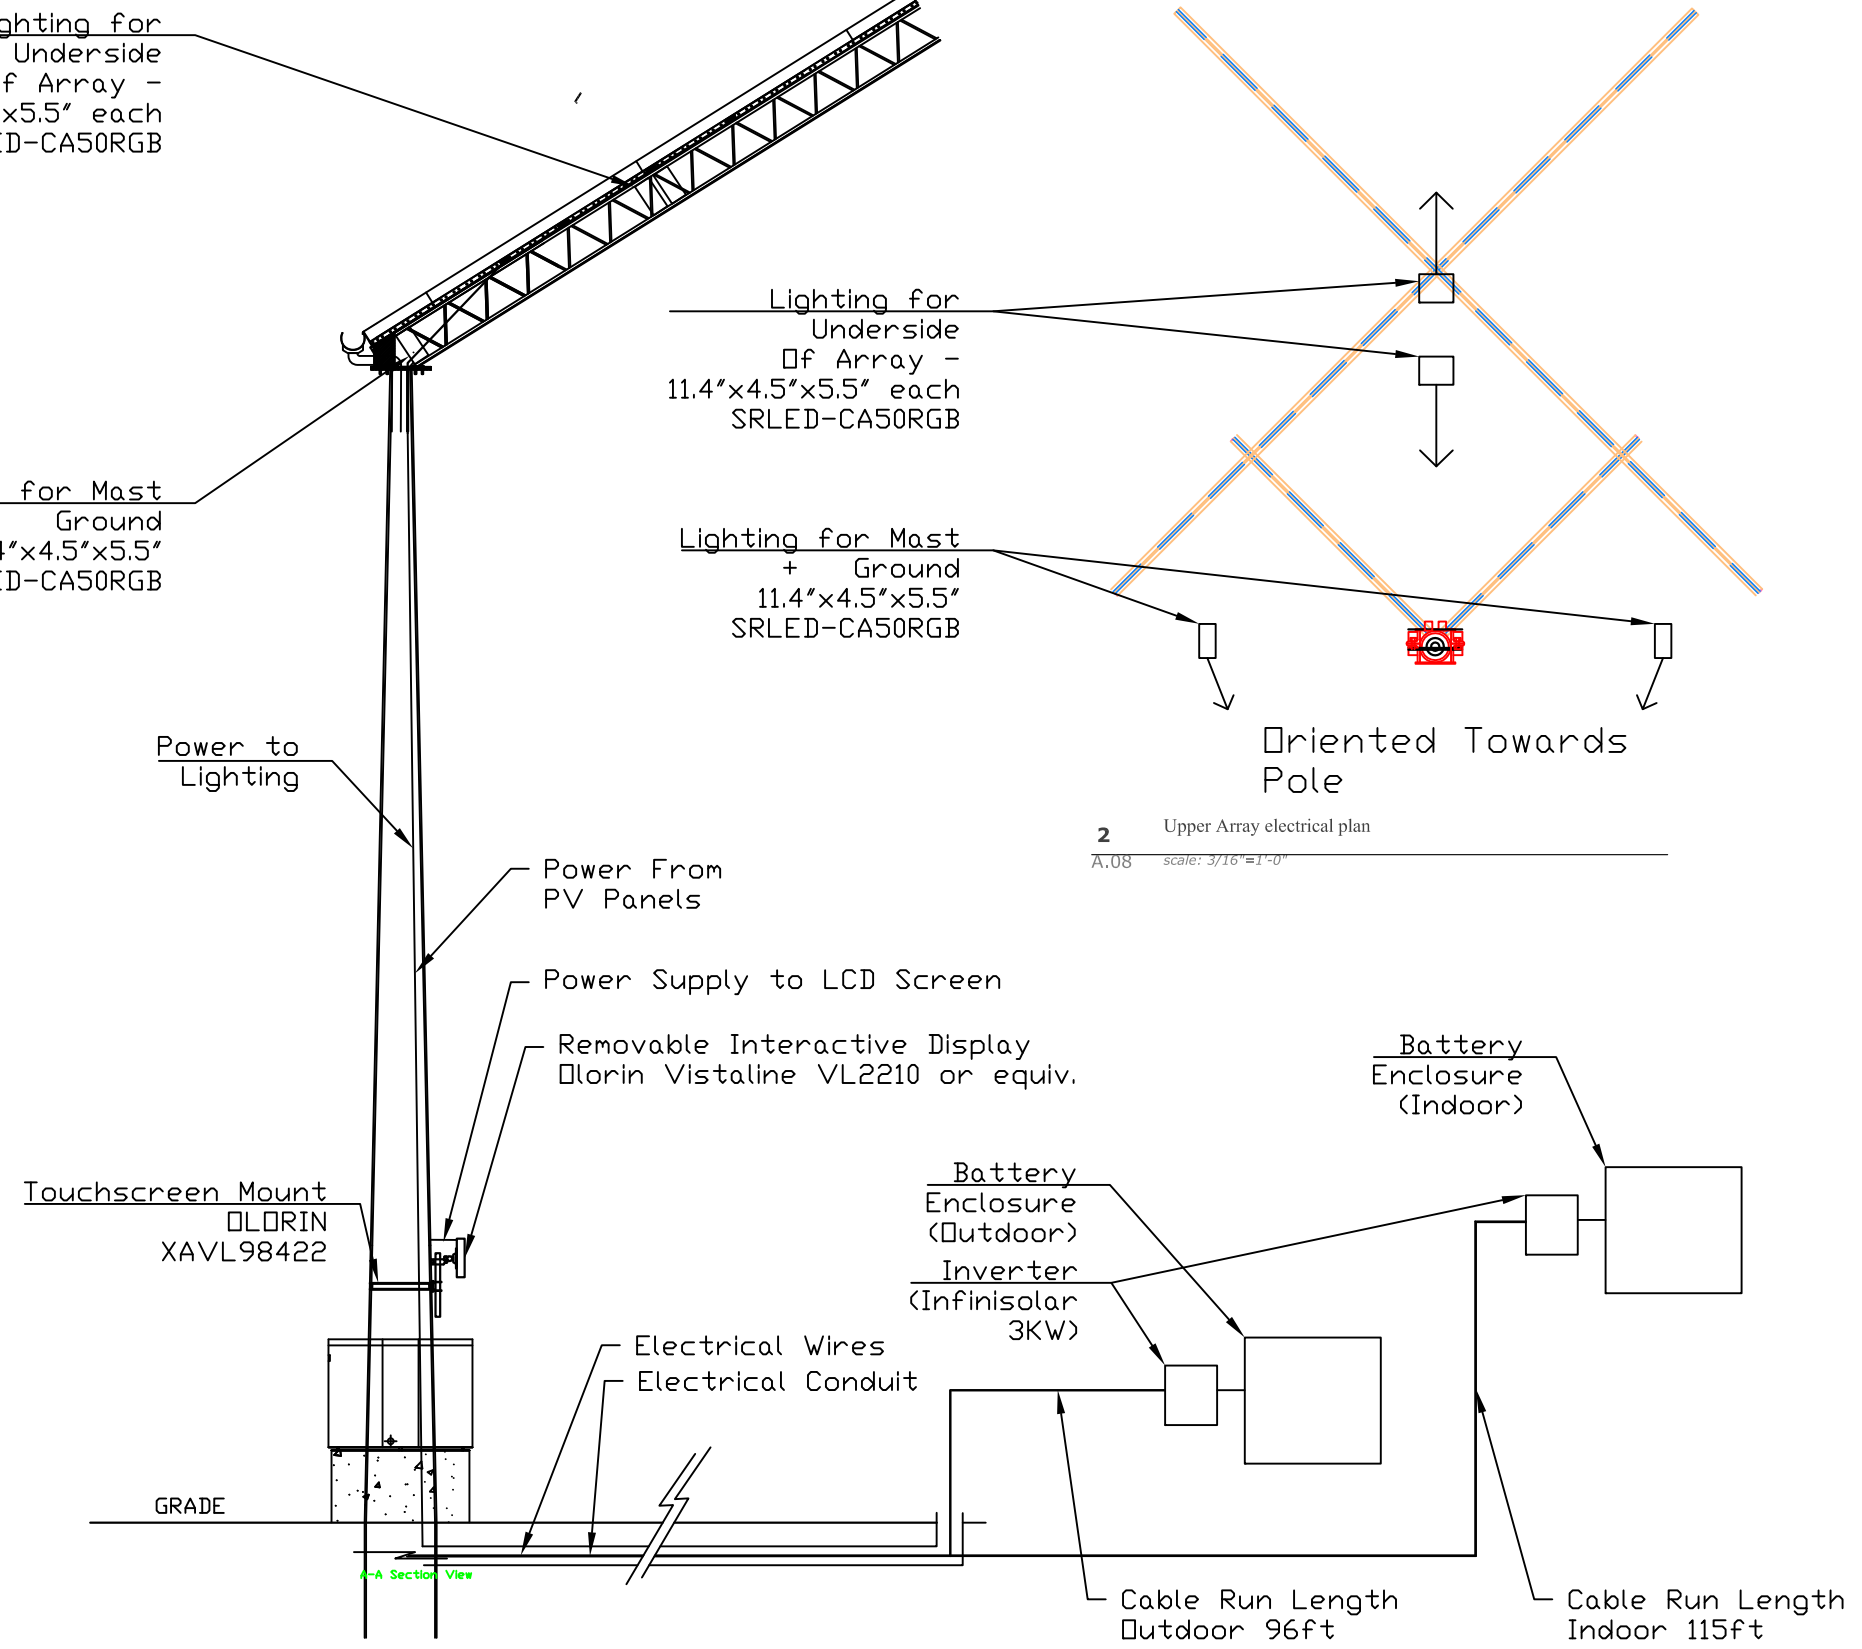 ghting for
Underside
f Array -
x5.5" each
ED-CA50RGB
for Mast
Ground
4"x4.5"x5.5"
ED-CA50RGB
Lighting for
Underside
Of Array -
11.4"x4.5"x5.5" each
SRLED-CA50RGB
Lighting for Mast
+ Ground
11.4"x4.5"x5.5"
SRLED-CA50RGB
Oriented Towards
Pole
2
Upper Array electrical plan
A.08
scale: 3/16"=1'-0"
Power to
Lighting
Power From
PV Panels
Power Supply to LCD Screen
Removable Interactive Display
Olorin Vistaline VL2210 or equiv.
Touchscreen Mount
OLORIN
XAVL98422
Battery
Enclosure
(Indoor)
Battery
Enclosure
(Outdoor)
Inverter
(Infinisolar
3KW)
Electrical Wires
Electrical Conduit
GRADE
A-A Section View
Cable Run Length
Outdoor 96ft
Cable Run Length
Indoor 115ft